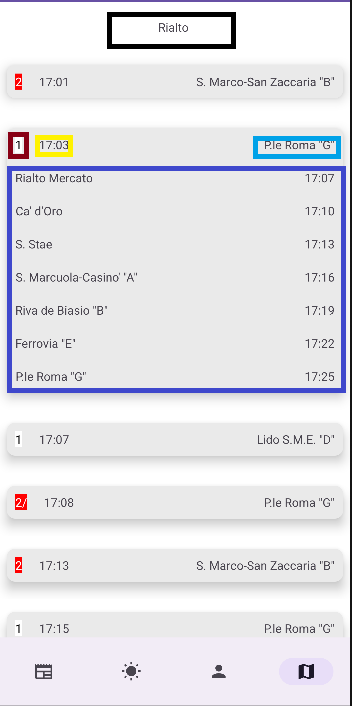 Rialto
2 17:01 S. Marco-San Zaccaria "B"
1 17:03 P.le Roma "G"
Rialto Mercato 17:07
Ca' d'Oro 17:10
S. Stae 17:13
S. Marcuola-Casino' "A" 17:16
Riva de Biasio "B" 17:19
Ferrovia "E" 17:22
P.le Roma "G" 17:25
1 17:07 Lido S.M.E. "D"
2/ 17:08 P.le Roma "G"
2 17:13 S. Marco-San Zaccaria "B"
1 17:15 P.le Roma "G"